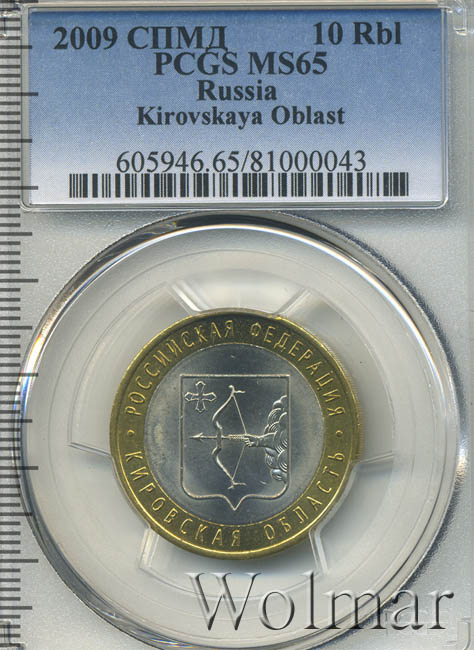 2009 СПМД 10 Rbl
PCGS MS65
Russia
Kirovskaya Oblast
605946.65/81000043
РОССИЙСКАЯ ФЕДЕРАЦИЯ
КИРОВСКАЯ ОБЛАСТЬ
Wolmar